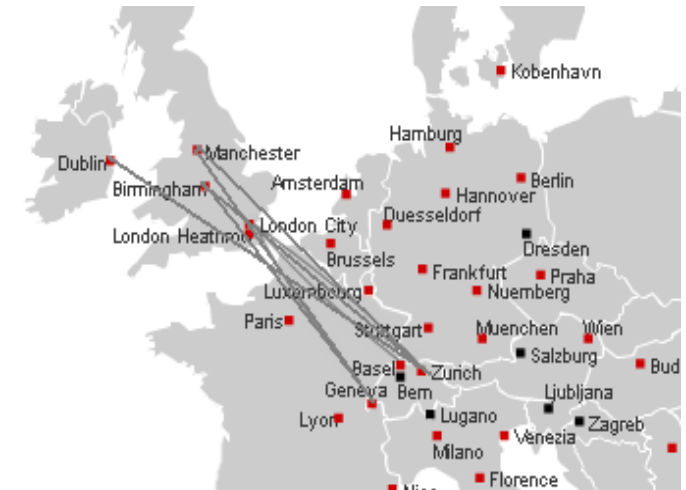 Kobenhavn
Hamburg
Manchester
Dublin
Berlin
Birmingham
Amsterdam
Hannover
Duesseldorf
London City
London Heathrow
Dresden
Brussels
Frankfurt
Praha
Luxembourg
Nuernberg
Paris
Stuttgart
Muenchen
Wien
Salzburg
Basel
Zurich
Bud
Geneva
Bern
Ljubljana
Lyon
Lugano
Zagreb
Milano
Venezia
Florence